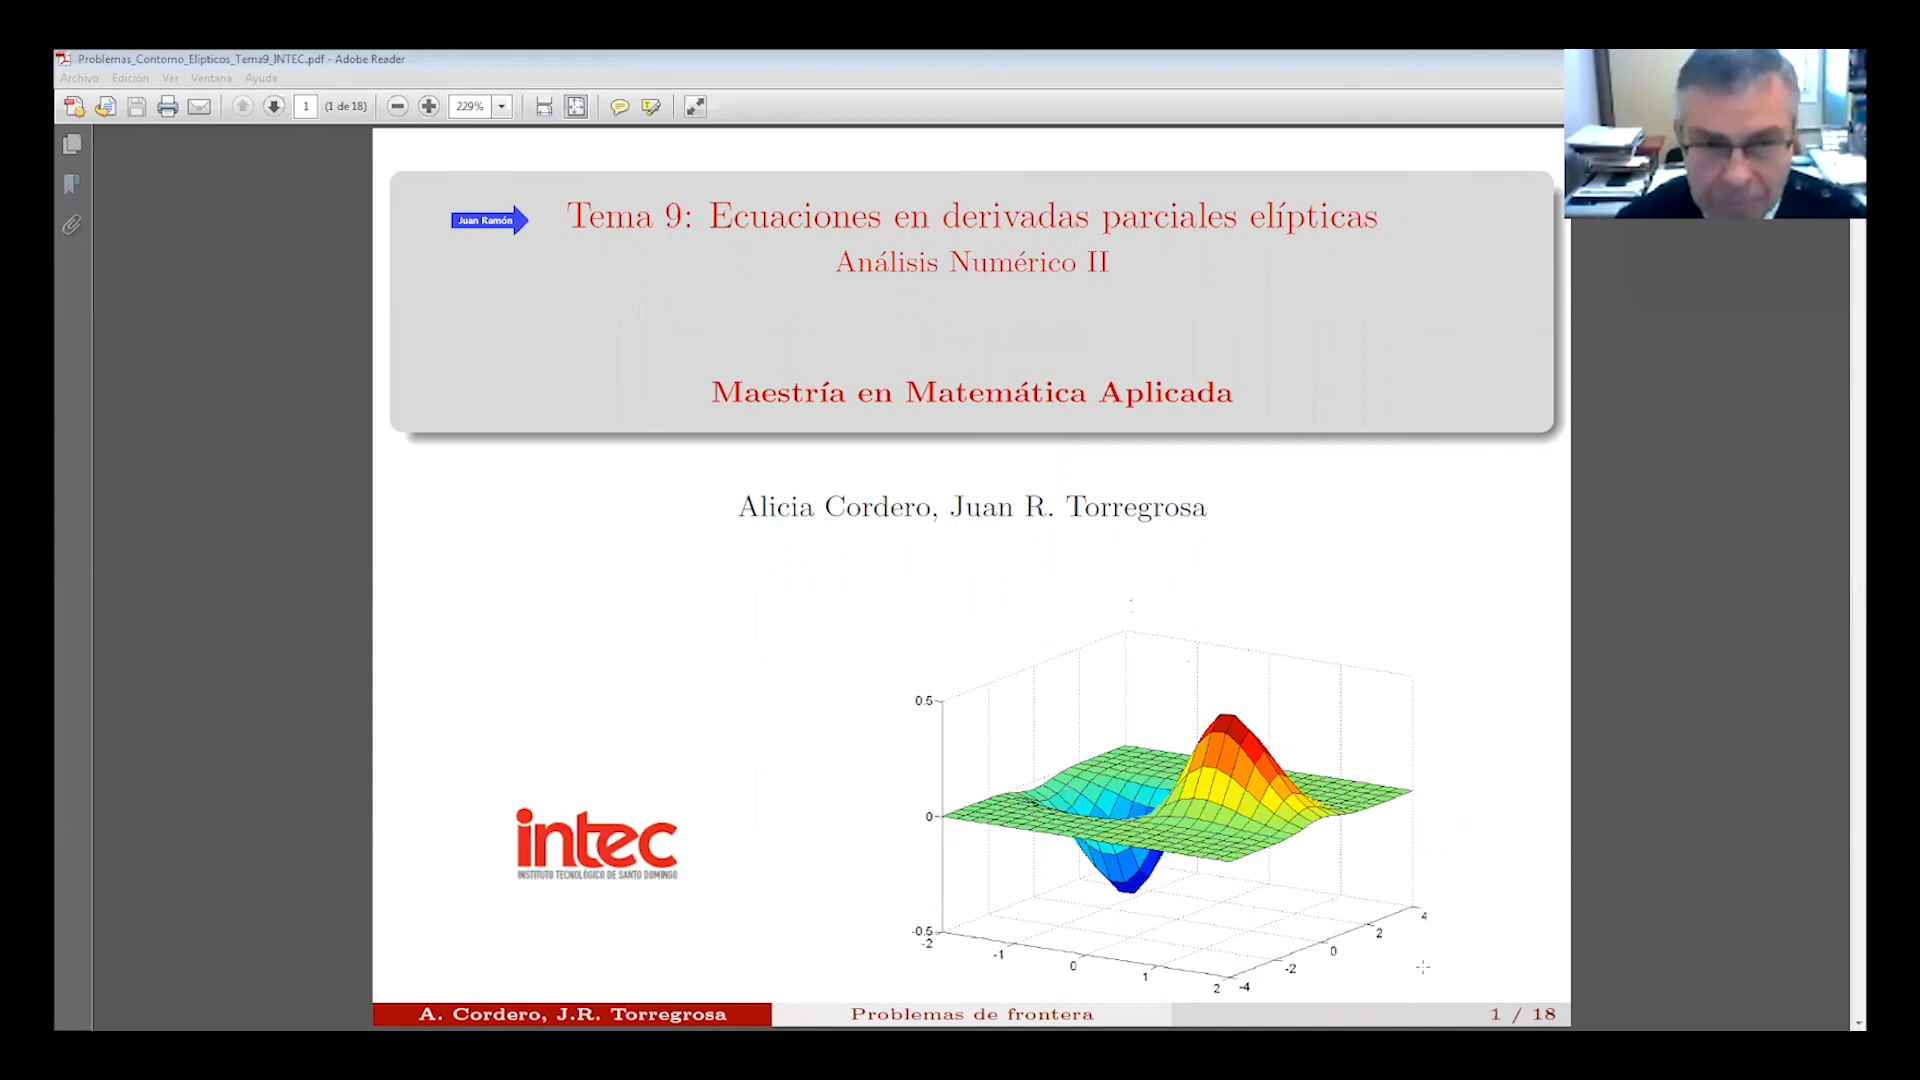 Problemas_Contorno_Elipticos_Tema9_INTEC.pdf - Adobe Reader
Archivo Edición Ver Ventana Ayuda
1 (1 de 18) 229%
Juan Ramón
Tema 9: Ecuaciones en derivadas parciales elípticas
Análisis Numérico II
Maestría en Matemática Aplicada
Alicia Cordero, Juan R. Torregrosa
0.5
0
-0.5
-2
-1
0
1
2
-4
-2
0
2
4
intec
INSTITUTO TECNOLÓGICO DE SANTO DOMINGO
A. Cordero, J.R. Torregrosa
Problemas de frontera
1 / 18